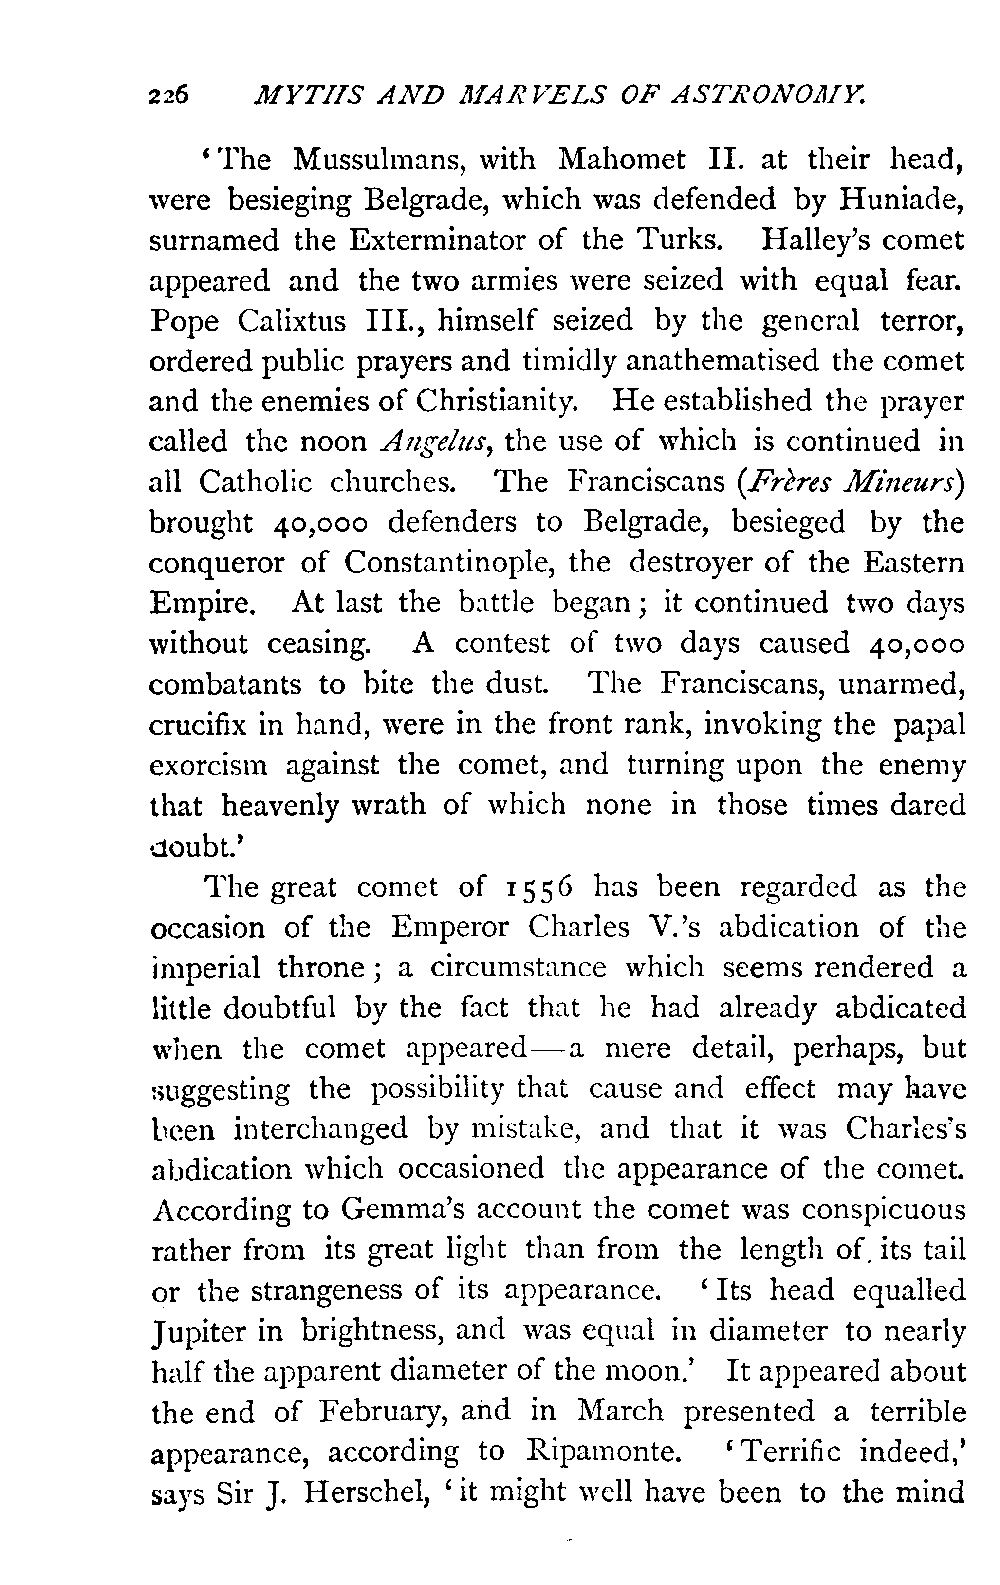 226 MYTHS AND MARVELS OF ASTRONOMY.
‘The Mussulmans, with Mahomet II. at their head,
were besieging Belgrade, which was defended by Huniade,
surnamed the Exterminator of the Turks. Halley’s comet
appeared and the two armies were seized with equal fear.
Pope Calixtus III., himself seized by the general terror,
ordered public prayers and timidly anathematised the comet
and the enemies of Christianity. He established the prayer
called the noon Angelus, the use of which is continued in
all Catholic churches. The Franciscans (Frères Mineurs)
brought 40,000 defenders to Belgrade, besieged by the
conqueror of Constantinople, the destroyer of the Eastern
Empire. At last the battle began; it continued two days
without ceasing. A contest of two days caused 40,000
combatants to bite the dust. The Franciscans, unarmed,
crucifix in hand, were in the front rank, invoking the papal
exorcism against the comet, and turning upon the enemy
that heavenly wrath of which none in those times dared
doubt.’
The great comet of 1556 has been regarded as the
occasion of the Emperor Charles V.’s abdication of the
imperial throne; a circumstance which seems rendered a
little doubtful by the fact that he had already abdicated
when the comet appeared—a mere detail, perhaps, but
suggesting the possibility that cause and effect may have
been interchanged by mistake, and that it was Charles’s
abdication which occasioned the appearance of the comet.
According to Gemma’s account the comet was conspicuous
rather from its great light than from the length of its tail
or the strangeness of its appearance. ‘Its head equalled
Jupiter in brightness, and was equal in diameter to nearly
half the apparent diameter of the moon.’ It appeared about
the end of February, and in March presented a terrible
appearance, according to Ripamonte. ‘Terrific indeed,’
says Sir J. Herschel, ‘it might well have been to the mind